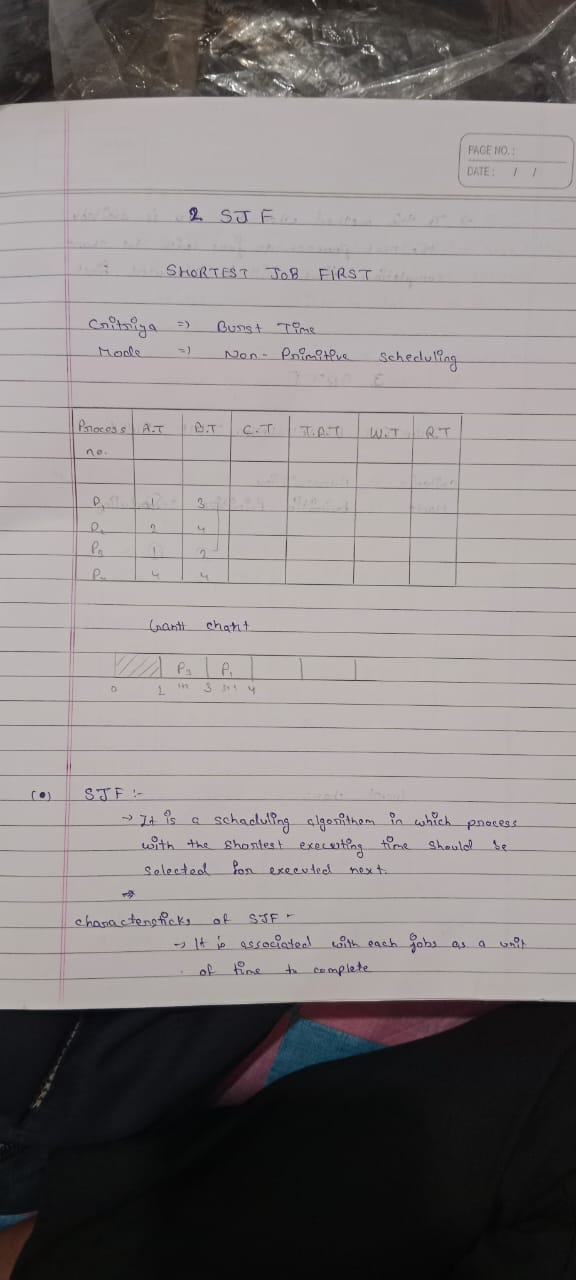 PAGE NO.:
DATE: / /
2 SJF
SHORTEST JOB FIRST
Critriya => Burst Time
Mode => Non-Primitive scheduling
Process no. A.T B.T C.T T.A.T W.T R.T
P1 1 3
P2 2 4
P3 1 2
P4 4 4
Gantt chart
P3 P1
0 1 3 4
(•) SJF :-
→ It is a schaduling algorithom in which process
with the shortest executing time should be
selected for executed next.
⇒
characteristicks of SJF -
→ It is associated with each jobs as a unit
of time to complete